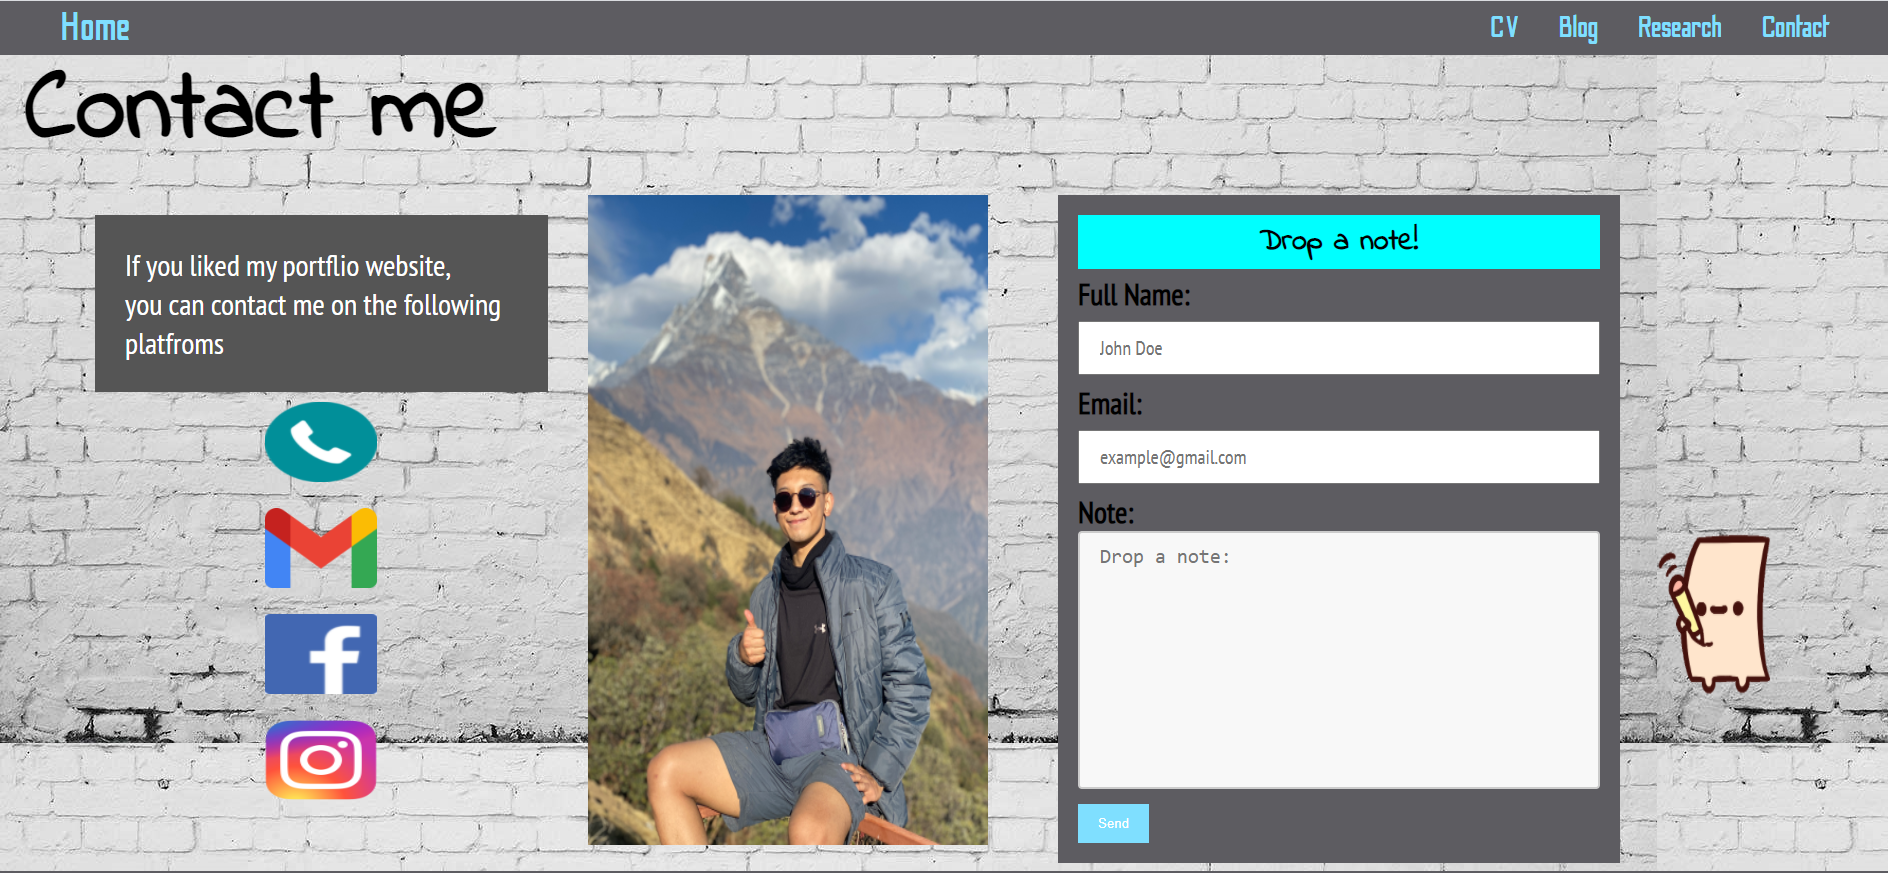 Home
CV Blog Research Contact
Contact me
If you liked my portflio website,
you can contact me on the following
platfroms
Drop a note!
Full Name:
John Doe
Email:
example@gmail.com
Note:
Drop a note:
Send